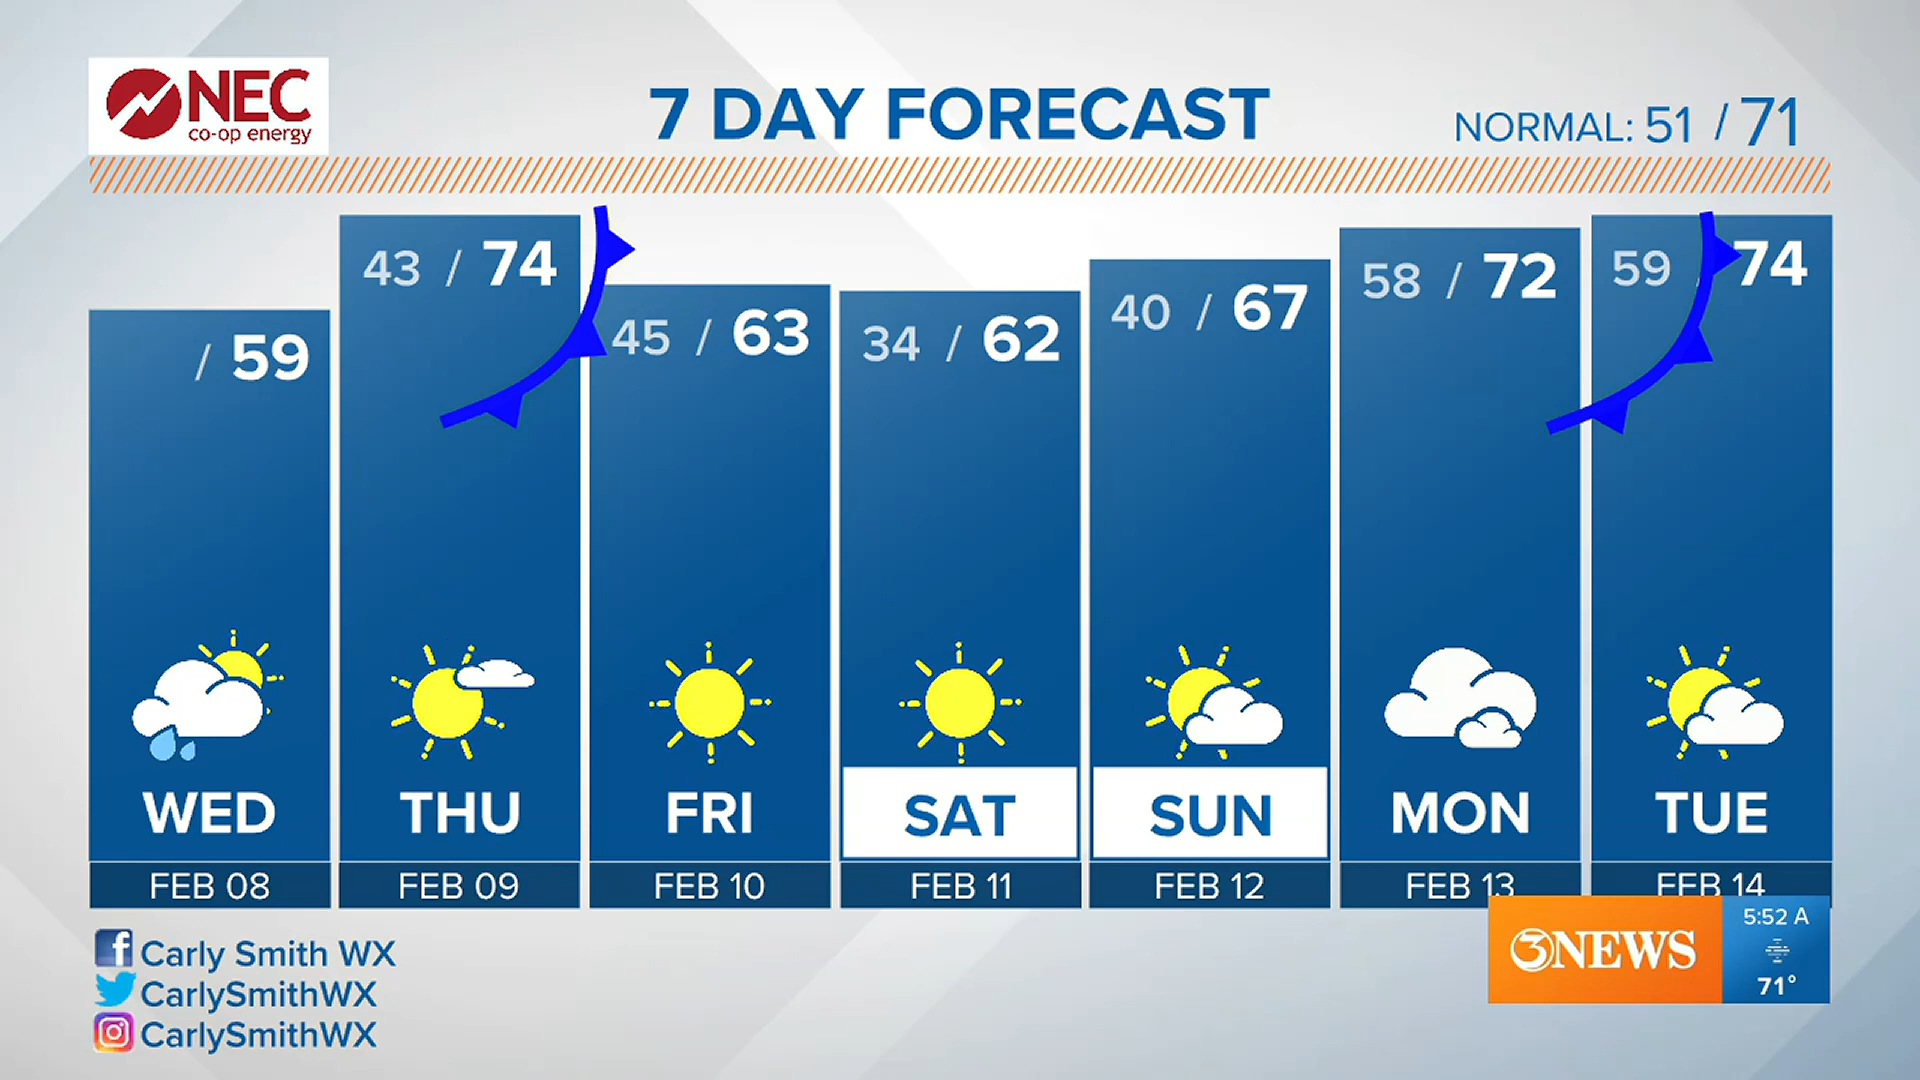 NEC
co-op energy
7 DAY FORECAST
NORMAL: 51 / 71
/ 59
43 / 74
45 / 63
34 / 62
40 / 67
58 / 72
59 74
WED
THU
FRI
SAT
SUN
MON
TUE
FEB 08
FEB 09
FEB 10
FEB 11
FEB 12
FEB 13
FEB 14
Carly Smith WX
CarlySmithWX
CarlySmithWX
3NEWS
5:52 A
71°